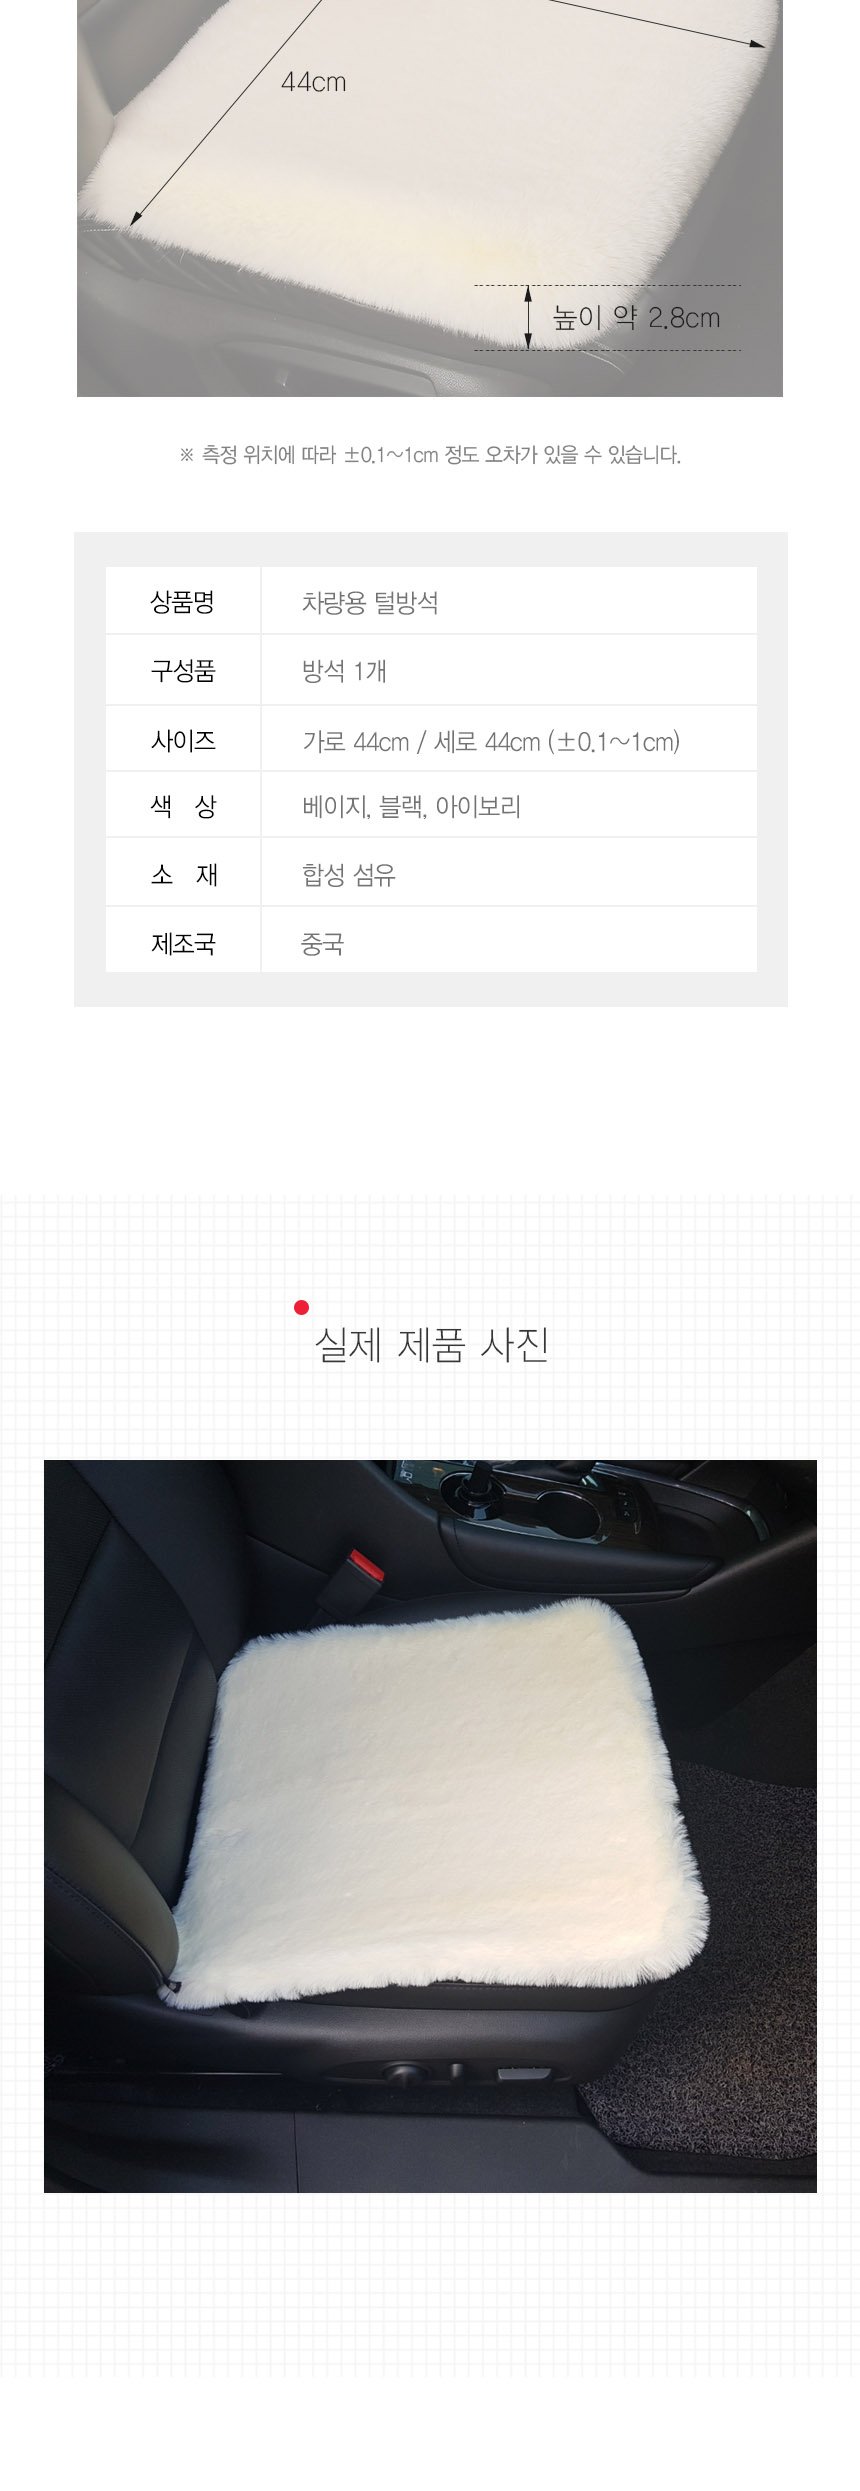 44cm
높이 약 2.8cm
※ 측정 위치에 따라 ±0.1~1cm 정도 오차가 있을 수 있습니다.
상품명 차량용 털방석
구성품 방석 1개
사이즈 가로 44cm / 세로 44cm (±0.1~1cm)
색 상 베이지, 블랙, 아이보리
소 재 합성 섬유
제조국 중국
실제 제품 사진